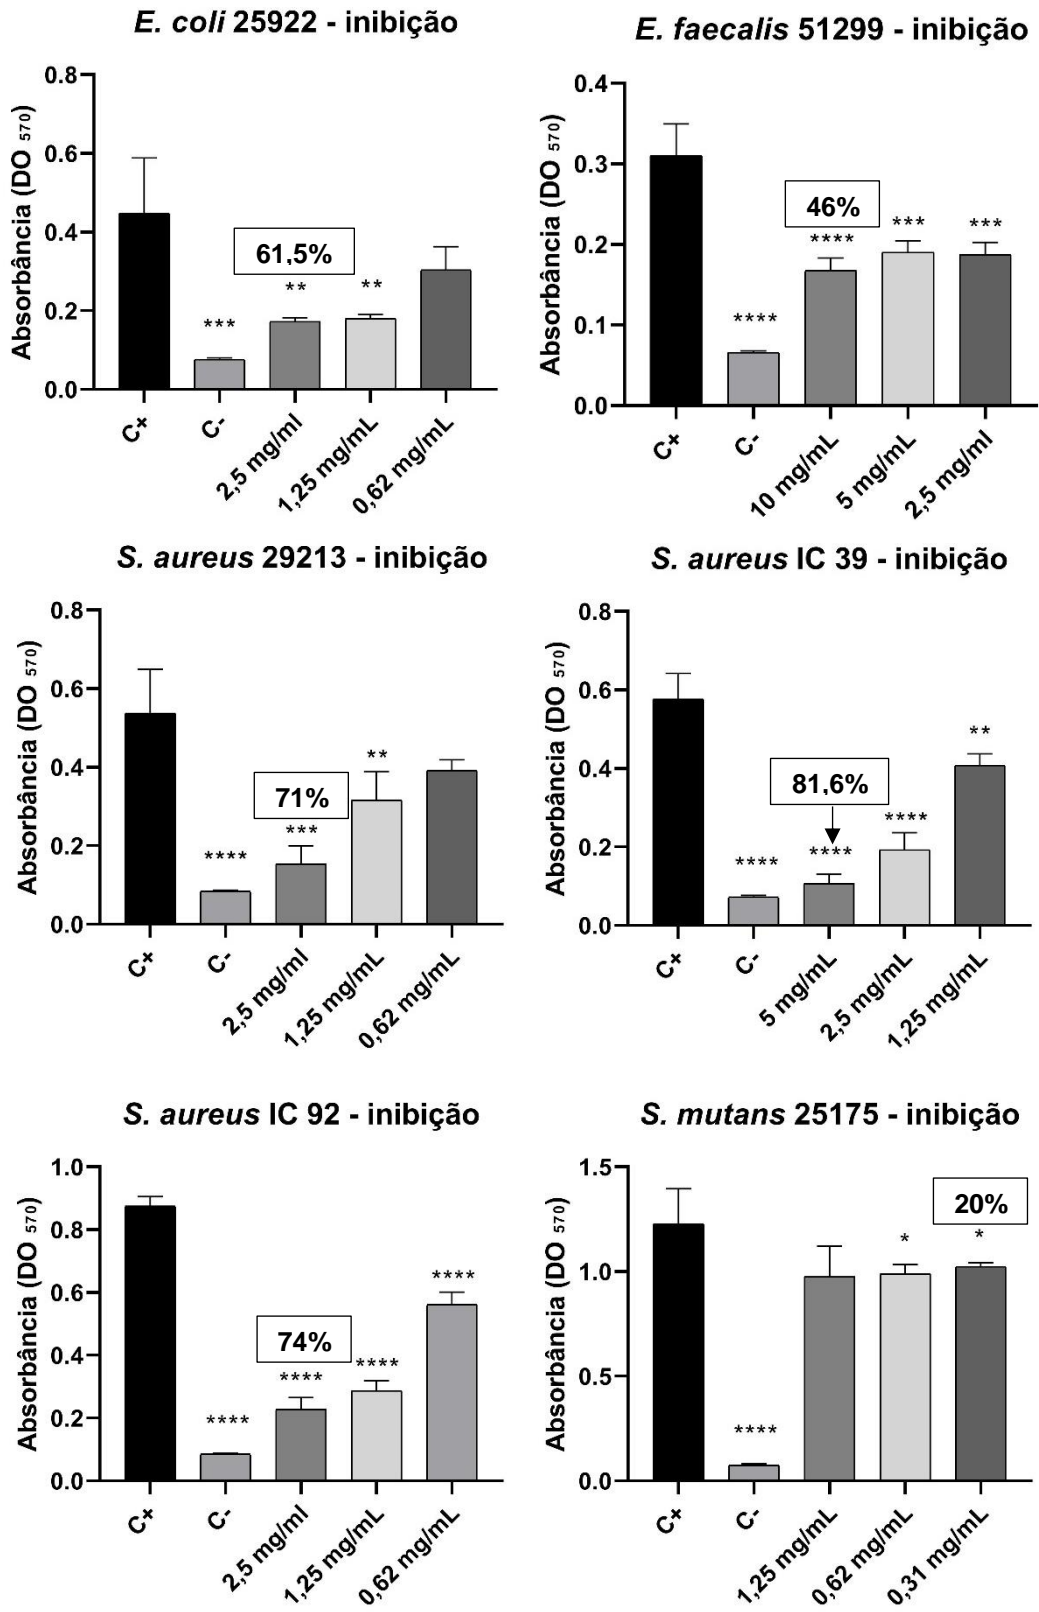 E. coli 25922 - inibição
Absorbância (DO 570)
0.8
0.6
0.4
0.2
0.0
61,5%
***
**
**
C+
C-
2,5 mg/ml
1,25 mg/mL
0,62 mg/mL
E. faecalis 51299 - inibição
Absorbância (DO 570)
0.4
0.3
0.2
0.1
0.0
46%
****
****
***
***
C+
C-
10 mg/mL
5 mg/mL
2,5 mg/ml
S. aureus 29213 - inibição
Absorbância (DO 570)
0.8
0.6
0.4
0.2
0.0
71%
****
***
**
C+
C-
2,5 mg/ml
1,25 mg/mL
0,62 mg/mL
S. aureus IC 39 - inibição
Absorbância (DO 570)
0.8
0.6
0.4
0.2
0.0
81,6%
****
****
****
**
C+
C-
5 mg/mL
2,5 mg/mL
1,25 mg/mL
S. aureus IC 92 - inibição
Absorbância (DO 570)
1.0
0.8
0.6
0.4
0.2
0.0
74%
****
****
****
****
C+
C-
2,5 mg/ml
1,25 mg/mL
0,62 mg/mL
S. mutans 25175 - inibição
Absorbância (DO 570)
1.5
1.0
0.5
0.0
20%
****
*
*
C+
C-
1,25 mg/mL
0,62 mg/mL
0,31 mg/mL